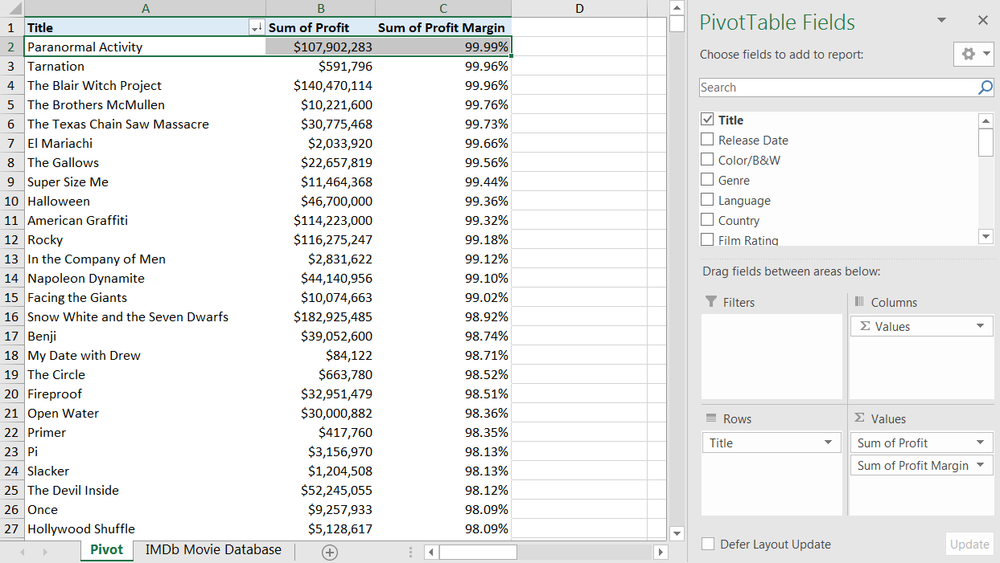 A B C D
1 Title Sum of Profit Sum of Profit Margin
2 Paranormal Activity $107,902,283 99.99%
3 Tarnation $591,796 99.96%
4 The Blair Witch Project $140,470,114 99.96%
5 The Brothers McMullen $10,221,600 99.76%
6 The Texas Chain Saw Massacre $30,775,468 99.73%
7 El Mariachi $2,033,920 99.66%
8 The Gallows $22,657,819 99.56%
9 Super Size Me $11,464,368 99.44%
10 Halloween $46,700,000 99.36%
11 American Graffiti $114,223,000 99.32%
12 Rocky $116,275,247 99.18%
13 In the Company of Men $2,831,622 99.12%
14 Napoleon Dynamite $44,140,956 99.10%
15 Facing the Giants $10,074,663 99.02%
16 Snow White and the Seven Dwarfs $182,925,485 98.92%
17 Benji $39,052,600 98.74%
18 My Date with Drew $84,122 98.71%
19 The Circle $663,780 98.52%
20 Fireproof $32,951,479 98.51%
21 Open Water $30,000,882 98.36%
22 Primer $417,760 98.35%
23 Pi $3,156,970 98.13%
24 Slacker $1,204,508 98.13%
25 The Devil Inside $52,245,055 98.12%
26 Once $9,257,933 98.09%
27 Hollywood Shuffle $5,128,617 98.09%
Pivot IMDb Movie Database
PivotTable Fields
Choose fields to add to report:
Search
Title
Release Date
Color/B&W
Genre
Language
Country
Film Rating
Drag fields between areas below:
Filters
Columns
Σ Values
Rows
Title
Σ Values
Sum of Profit
Sum of Profit Margin
Defer Layout Update
Update